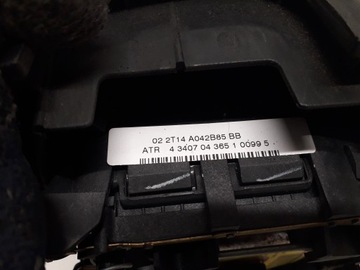 02 2T14 A042B85 BB
ATR 4 3407 04 365 1 0099 5